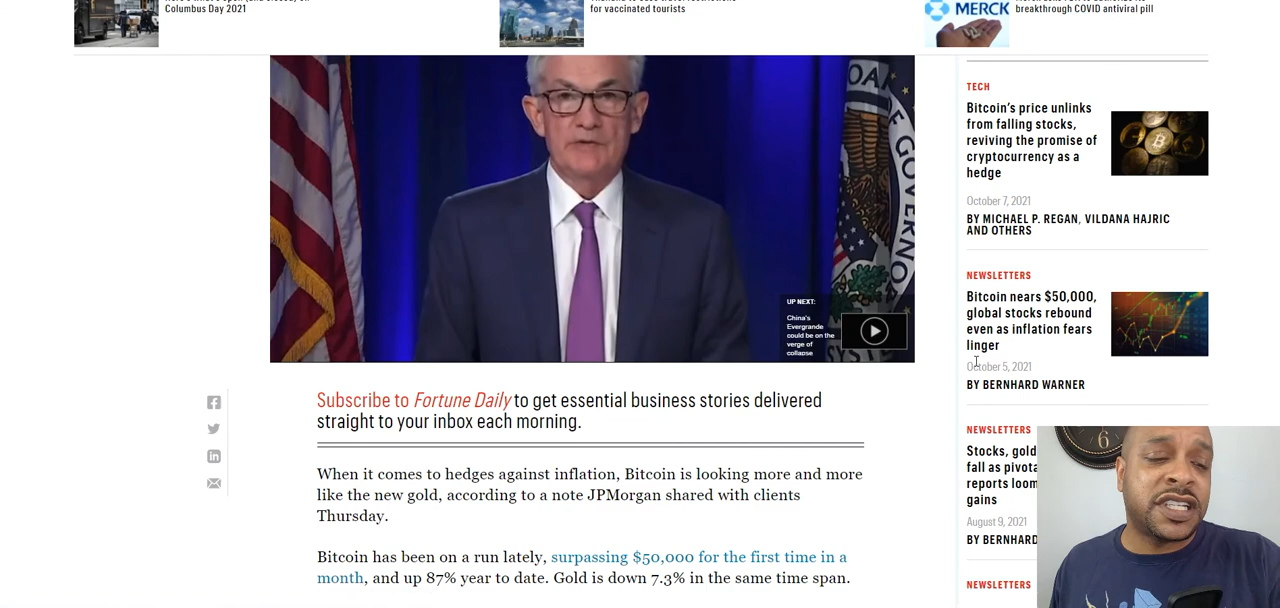 Columbus Day 2021
for vaccinated tourists
MERCK
breakthrough COVID antiviral pill
TECH
Bitcoin's price unlinks
from falling stocks,
reviving the promise of
cryptocurrency as a
hedge
October 7, 2021
BY MICHAEL P. REGAN, VILDANA HAJRIC
AND OTHERS
NEWSLETTERS
Bitcoin nears $50,000,
global stocks rebound
even as inflation fears
linger
October 5, 2021
BY BERNHARD WARNER
NEWSLETTERS
Stocks, gold
fall as pivota
reports loom
gains
August 9, 2021
BY BERNHARD
NEWSLETTERS
UP NEXT:
China's
Evergrande
could be on the
verge of
collapse
GOVERNO
Subscribe to Fortune Daily to get essential business stories delivered
straight to your inbox each morning.
When it comes to hedges against inflation, Bitcoin is looking more and more
like the new gold, according to a note JPMorgan shared with clients
Thursday.
Bitcoin has been on a run lately, surpassing $50,000 for the first time in a
month, and up 87% year to date. Gold is down 7.3% in the same time span.
6